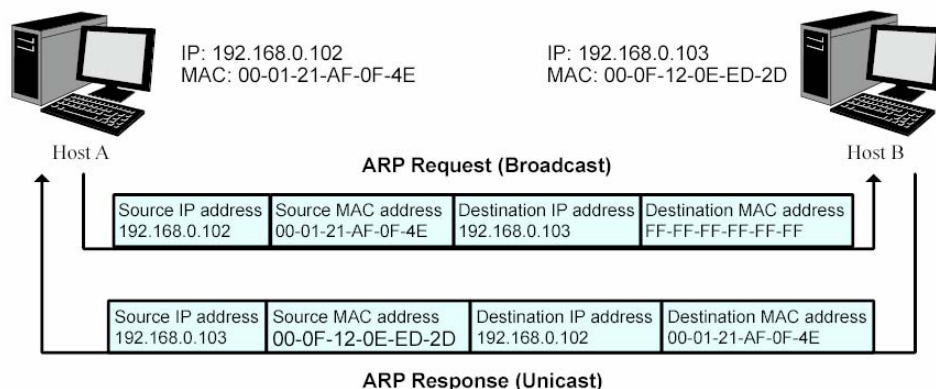 IP: 192.168.0.102
MAC: 00-01-21-AF-0F-4E
IP: 192.168.0.103
MAC: 00-0F-12-0E-ED-2D
Host A
Host B
ARP Request (Broadcast)
Source IP address
192.168.0.102
Source MAC address
00-01-21-AF-0F-4E
Destination IP address
192.168.0.103
Destination MAC address
FF-FF-FF-FF-FF-FF
Source IP address
192.168.0.103
Source MAC address
00-0F-12-0E-ED-2D
Destination IP address
192.168.0.102
Destination MAC address
00-01-21-AF-0F-4E
ARP Response (Unicast)